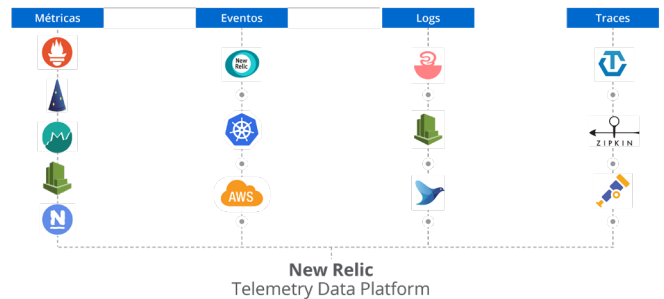 Métricas
Eventos
Logs
Traces
New
Relic
ZIPKIN
AWS
N
New Relic
Telemetry Data Platform